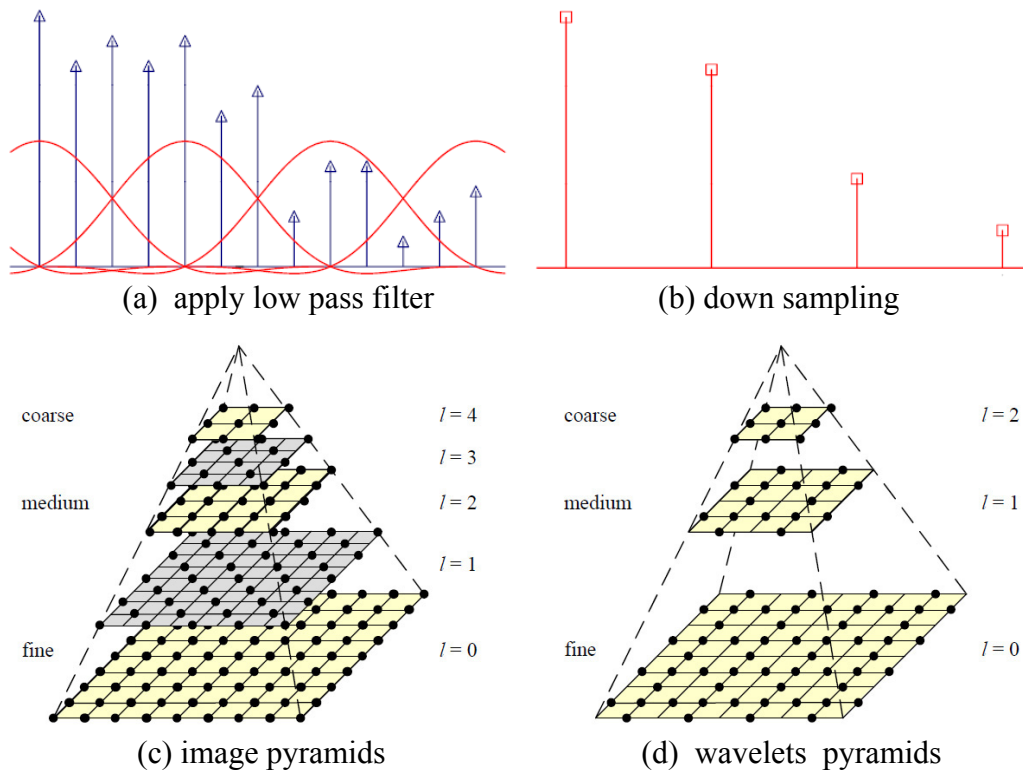 (a) apply low pass filter
(b) down sampling
coarse
l = 4
l = 3
medium
l = 2
l = 1
fine
l = 0
(c) image pyramids
coarse
l = 2
medium
l = 1
fine
l = 0
(d) wavelets pyramids